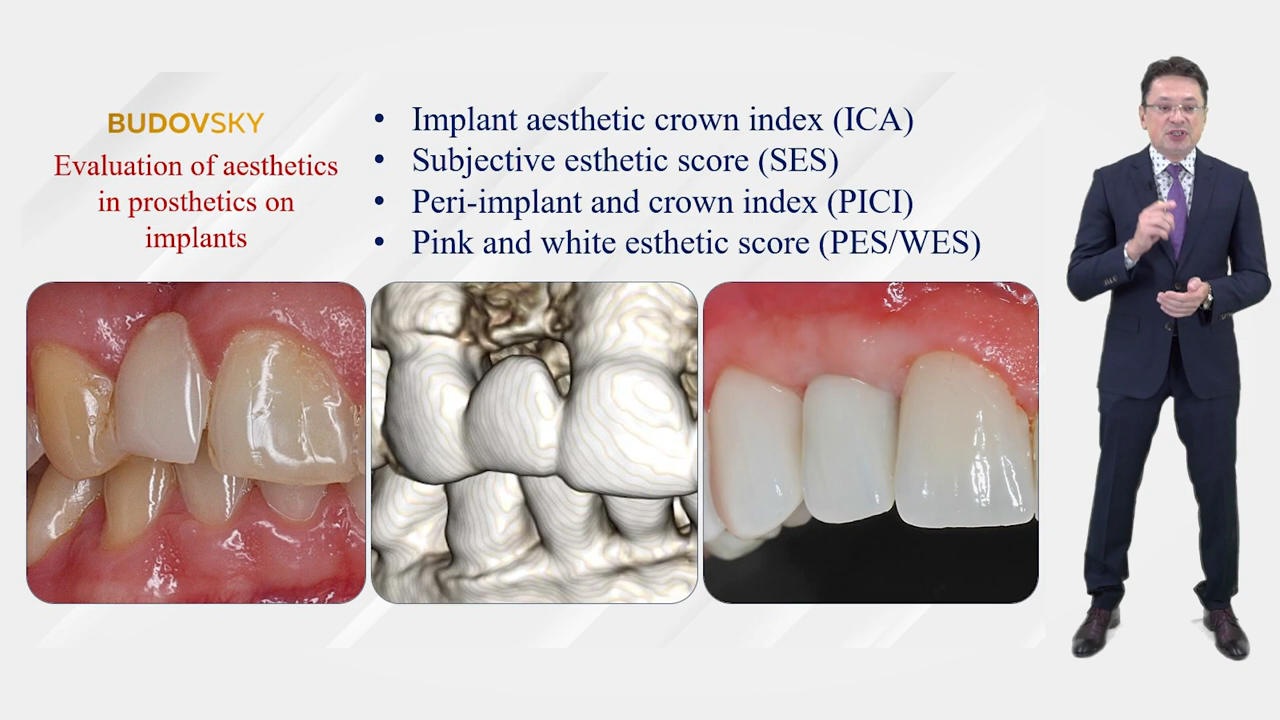 BUDOVSKY
Evaluation of aesthetics
in prosthetics on
implants
• Implant aesthetic crown index (ICA)
• Subjective esthetic score (SES)
• Peri-implant and crown index (PICI)
• Pink and white esthetic score (PES/WES)